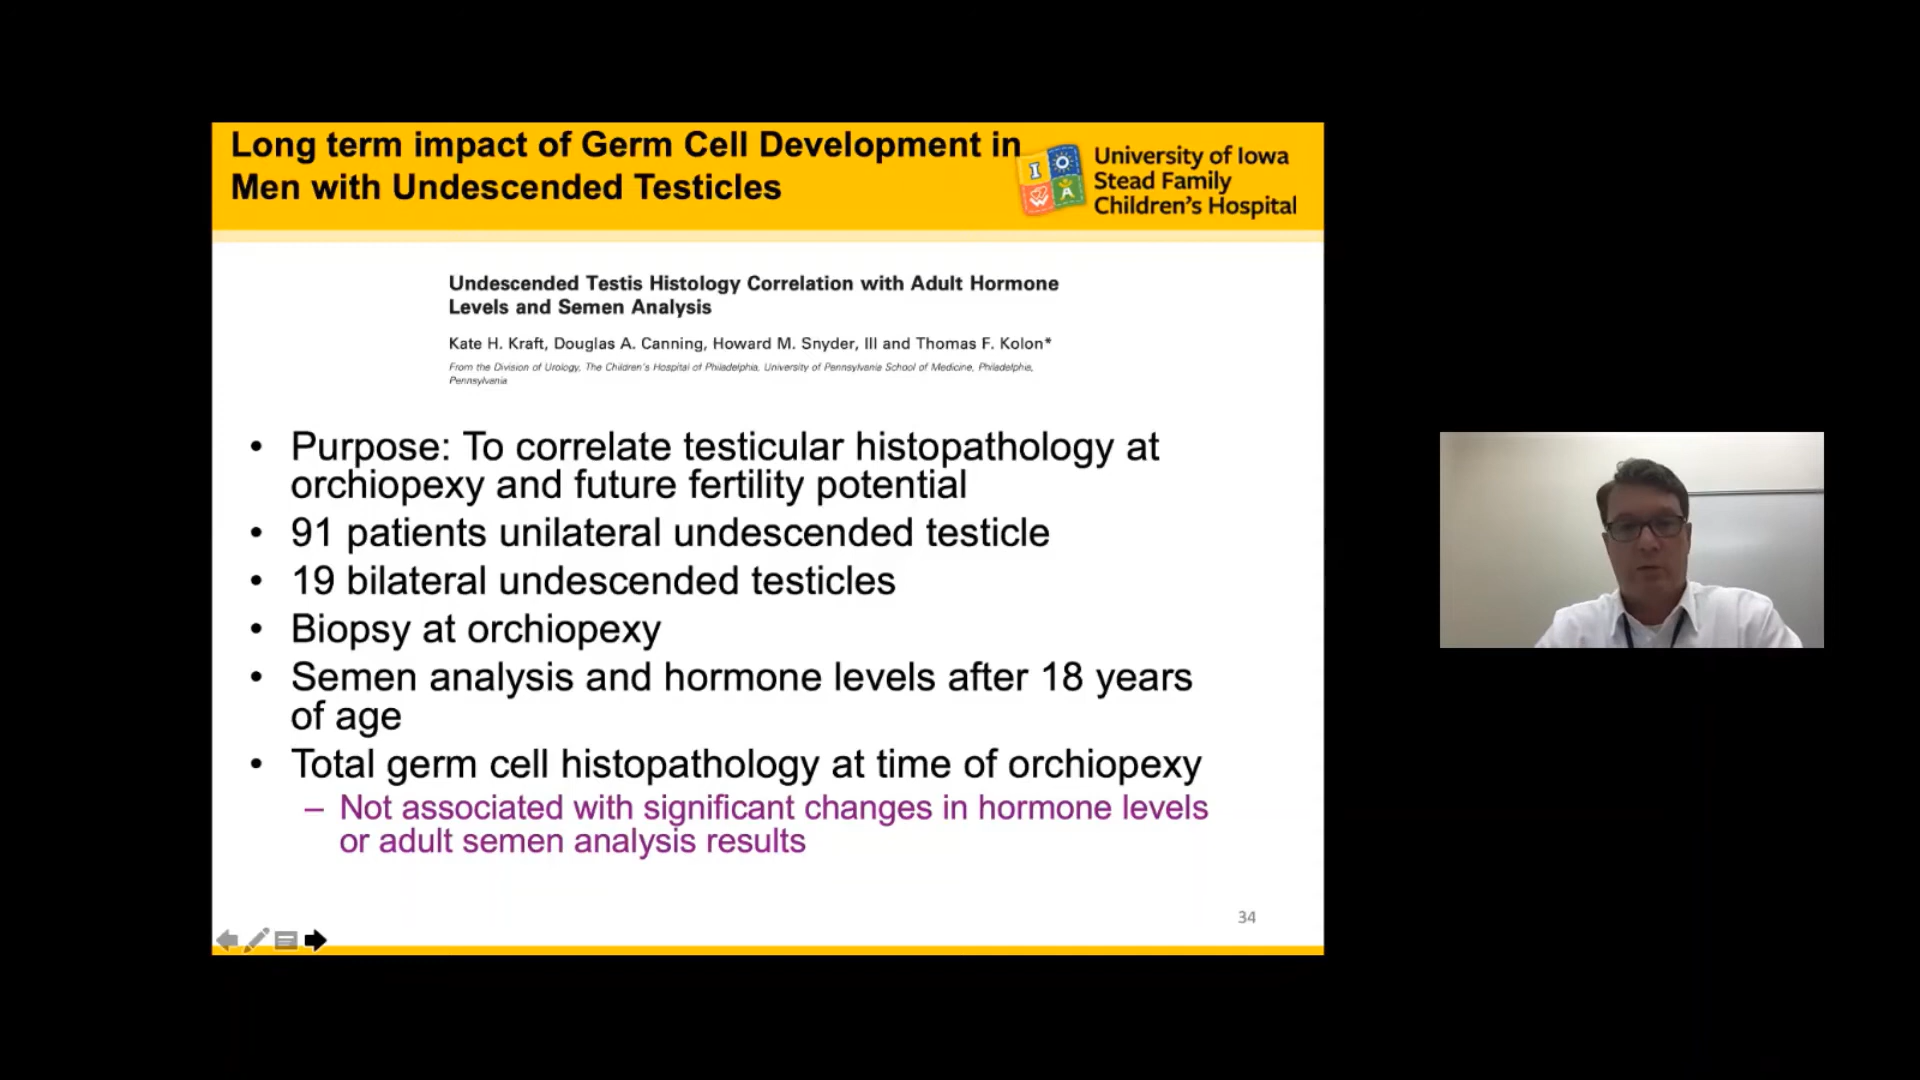 Long term impact of Germ Cell Development in
Men with Undescended Testicles
I
W
A
University of Iowa
Stead Family
Children's Hospital
Undescended Testis Histology Correlation with Adult Hormone
Levels and Semen Analysis
Kate H. Kraft, Douglas A. Canning, Howard M. Snyder, III and Thomas F. Kolon*
From the Division of Urology, The Children's Hospital of Philadelphia, University of Pennsylvania School of Medicine, Philadelphia,
Pennsylvania
• Purpose: To correlate testicular histopathology at
orchiopexy and future fertility potential
• 91 patients unilateral undescended testicle
• 19 bilateral undescended testicles
• Biopsy at orchiopexy
• Semen analysis and hormone levels after 18 years
of age
• Total germ cell histopathology at time of orchiopexy
– Not associated with significant changes in hormone levels
or adult semen analysis results
34